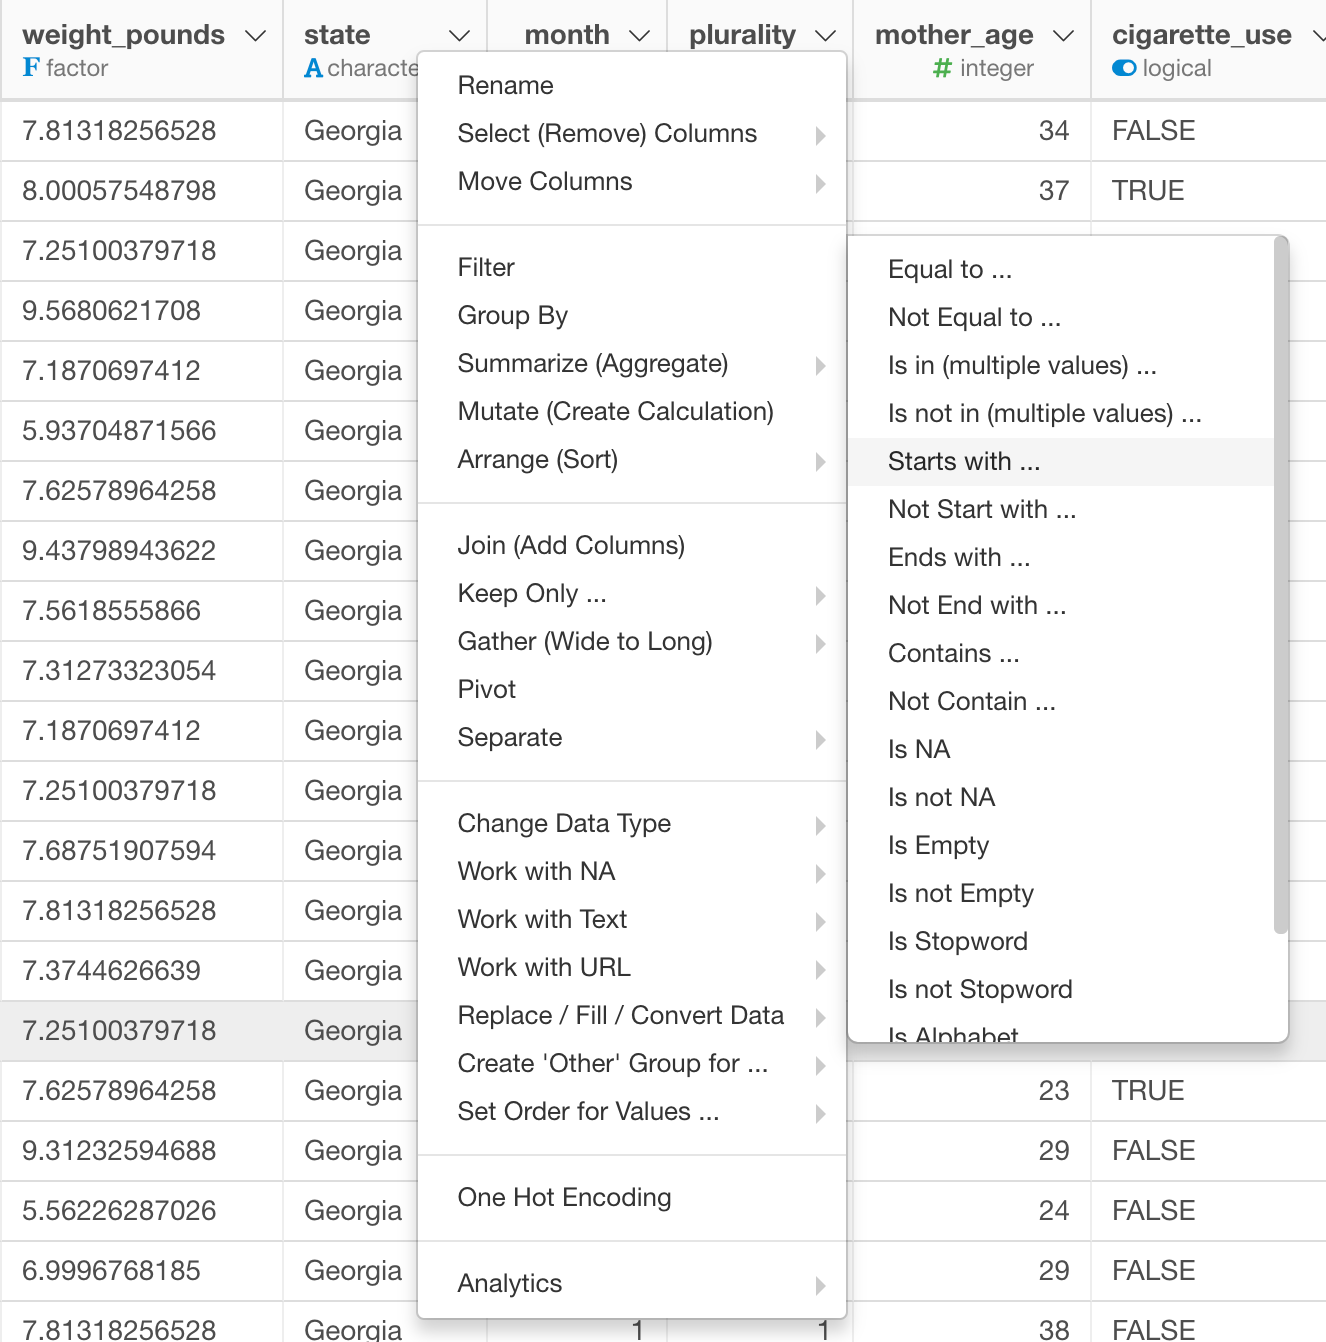 weight_pounds state month plurality mother_age cigarette_use
F factor A characte # integer logical
Rename
7.81318256528 Georgia Select (Remove) Columns 34 FALSE
8.00057548798 Georgia Move Columns 37 TRUE
7.25100379718 Georgia Filter Equal to ...
9.5680621708 Georgia Group By Not Equal to ...
7.1870697412 Georgia Summarize (Aggregate) Is in (multiple values) ...
5.93704871566 Georgia Mutate (Create Calculation) Is not in (multiple values) ...
Arrange (Sort) Starts with ...
7.62578964258 Georgia Not Start with ...
9.43798943622 Georgia Join (Add Columns) Ends with ...
7.5618555866 Georgia Keep Only ... Not End with ...
Gather (Wide to Long) Contains ...
7.31273323054 Georgia Pivot Not Contain ...
7.1870697412 Georgia Separate Is NA
7.25100379718 Georgia Is not NA
7.68751907594 Georgia Change Data Type Is Empty
Work with NA Is not Empty
7.81318256528 Georgia Work with Text Is Stopword
7.3744626639 Georgia Work with URL Is not Stopword
7.25100379718 Georgia Replace / Fill / Convert Data Is Alphabet
7.62578964258 Georgia Create 'Other' Group for ... 23 TRUE
Set Order for Values ...
9.31232594688 Georgia 29 FALSE
5.56226287026 Georgia One Hot Encoding 24 FALSE
6.9996768185 Georgia Analytics 29 FALSE
7.81318256528 Georgia 1 1 38 FALSE